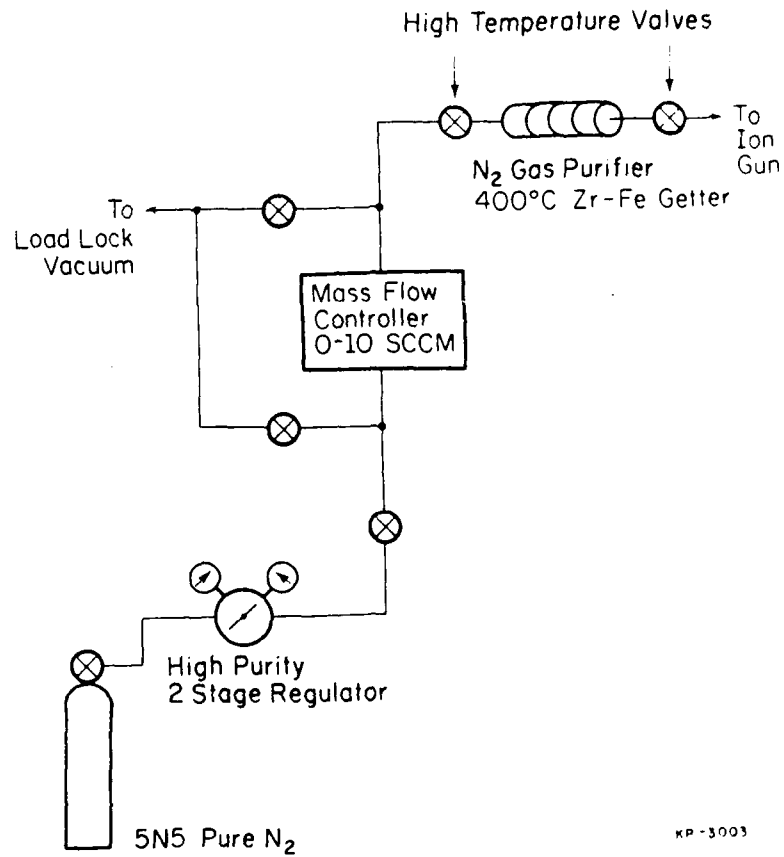 High Temperature Valves
To
Ion
Gun
N₂ Gas Purifier
400°C Zr-Fe Getter
To
Load Lock
Vacuum
Mass Flow
Controller
0-10 SCCM
High Purity
2 Stage Regulator
5N5 Pure N₂
KP-3003